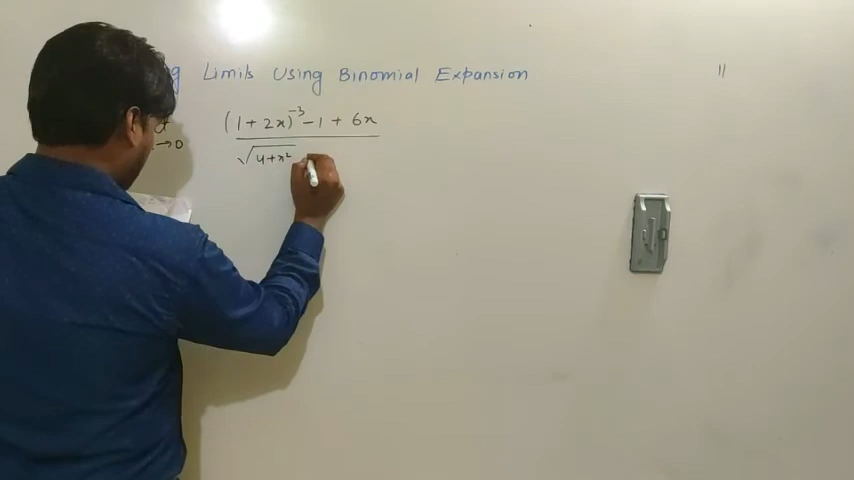 Limits Using Binomial Expansion 11
(1 + 2x)^{-3} - 1 + 6x
→0
√(4+x²)